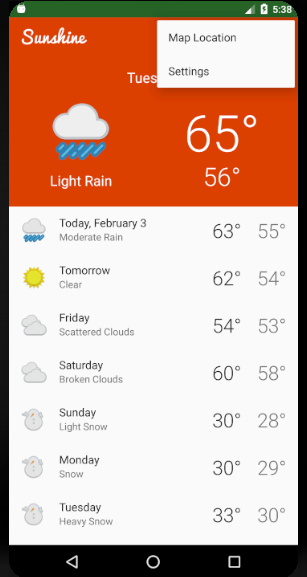 5:38
Sunshine
Map Location
Settings
Tues
65°
56°
Light Rain
Today, February 3
Moderate Rain
63° 55°
Tomorrow
Clear
62° 54°
Friday
Scattered Clouds
54° 53°
Saturday
Broken Clouds
60° 58°
Sunday
Light Snow
30° 28°
Monday
Snow
30° 29°
Tuesday
Heavy Snow
33° 30°